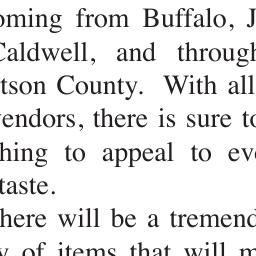 oming from Buffalo, J
Caldwell, and through
tson County. With all
vendors, there is sure to
hing to appeal to eve
taste.
here will be a tremend
y of items that will m